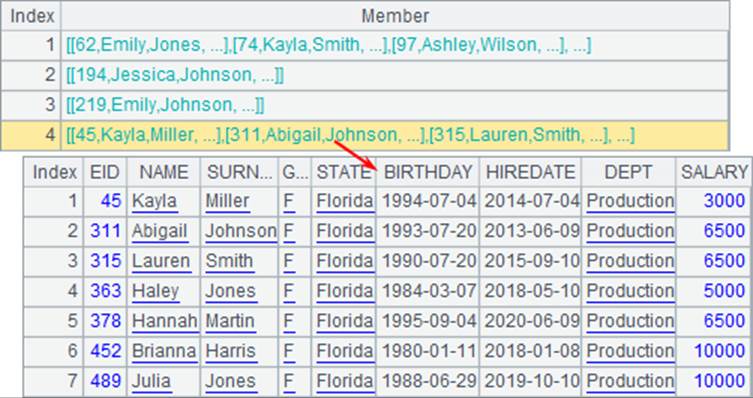 Index Member
1 [[62,Emily,Jones, ...],[74,Kayla,Smith, ...],[97,Ashley,Wilson, ...], ...]
2 [[194,Jessica,Johnson, ...]]
3 [[219,Emily,Johnson, ...]]
4 [[45,Kayla,Miller, ...],[311,Abigail,Johnson, ...],[315,Lauren,Smith, ...], ...]
Index EID NAME SURN... G... STATE BIRTHDAY HIREDATE DEPT SALARY
1 45 Kayla Miller F Florida 1994-07-04 2014-07-04 Production 3000
2 311 Abigail Johnson F Florida 1993-07-20 2013-06-09 Production 6500
3 315 Lauren Smith F Florida 1990-07-20 2015-09-10 Production 6500
4 363 Haley Jones F Florida 1984-03-07 2018-05-10 Production 5000
5 378 Hannah Martin F Florida 1995-09-04 2020-06-09 Production 6500
6 452 Brianna Harris F Florida 1980-01-11 2018-01-08 Production 10000
7 489 Julia Jones F Florida 1988-06-29 2019-10-10 Production 10000